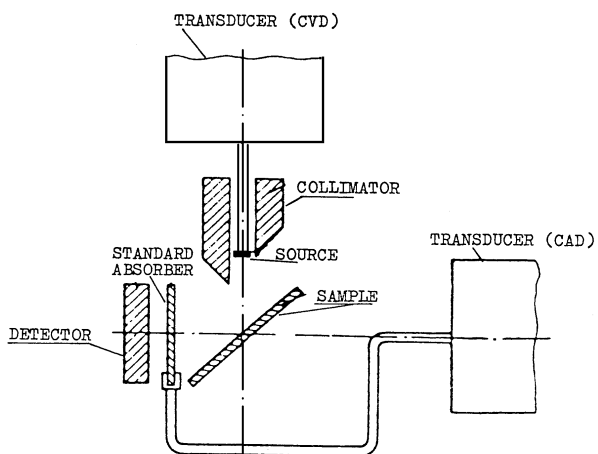 TRANSDUCER (CVD)
COLLIMATOR
SOURCE
TRANSDUCER (CAD)
STANDARD
ABSORBER
SAMPLE
DETECTOR